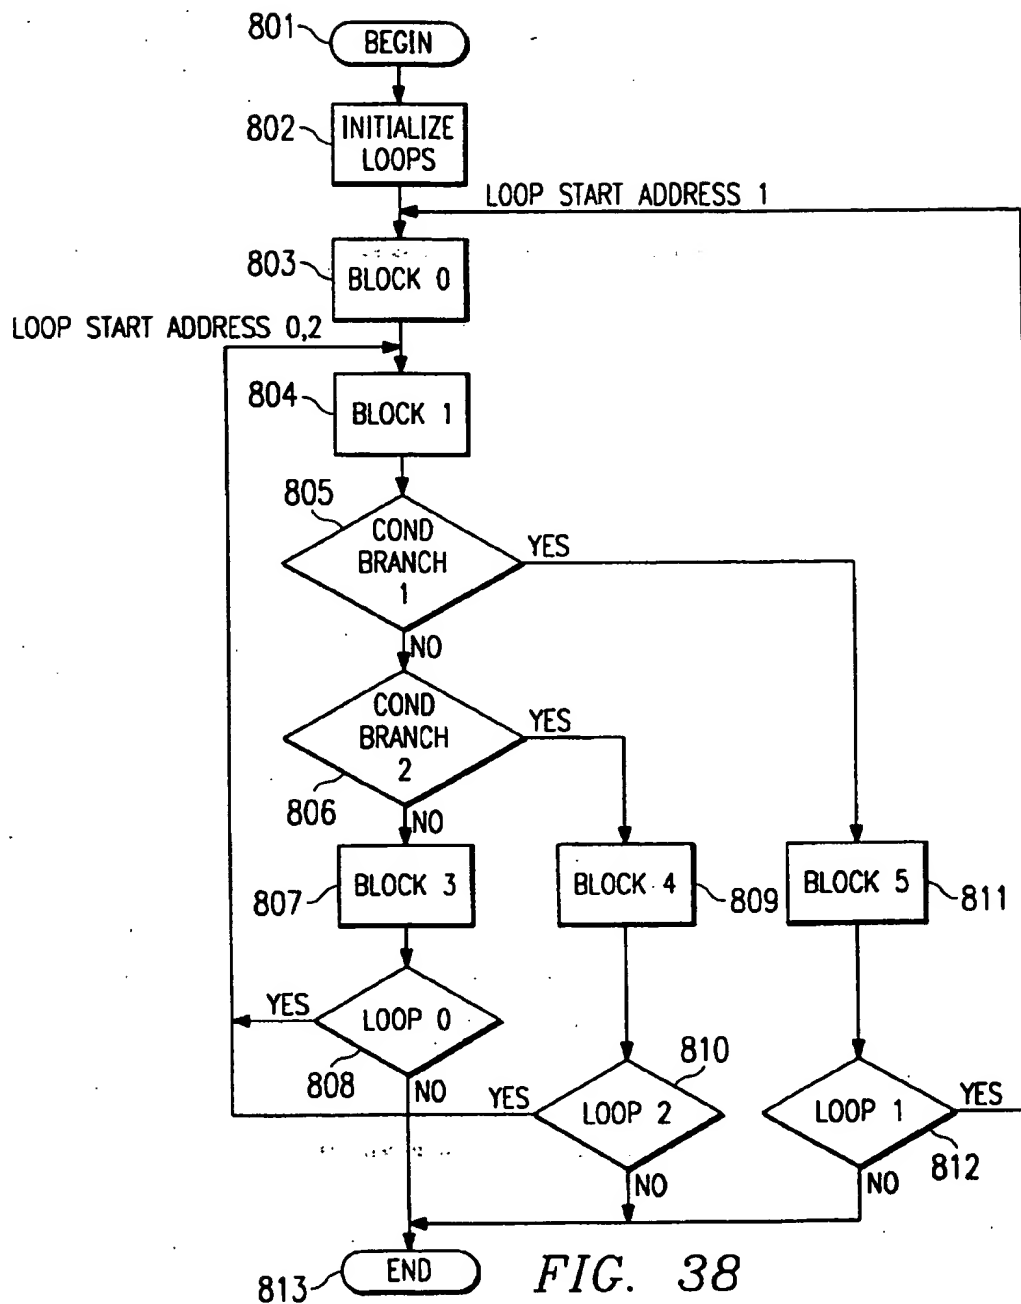 801
BEGIN
802
INITIALIZE
LOOPS
LOOP START ADDRESS 1
803
BLOCK 0
LOOP START ADDRESS 0,2
804
BLOCK 1
805
COND
BRANCH
1
YES
NO
COND
BRANCH
2
YES
806
NO
807
BLOCK 3
BLOCK 4
809
BLOCK 5
811
YES
LOOP 0
808
NO
YES
LOOP 2
810
NO
LOOP 1
YES
812
NO
813
END
FIG. 38